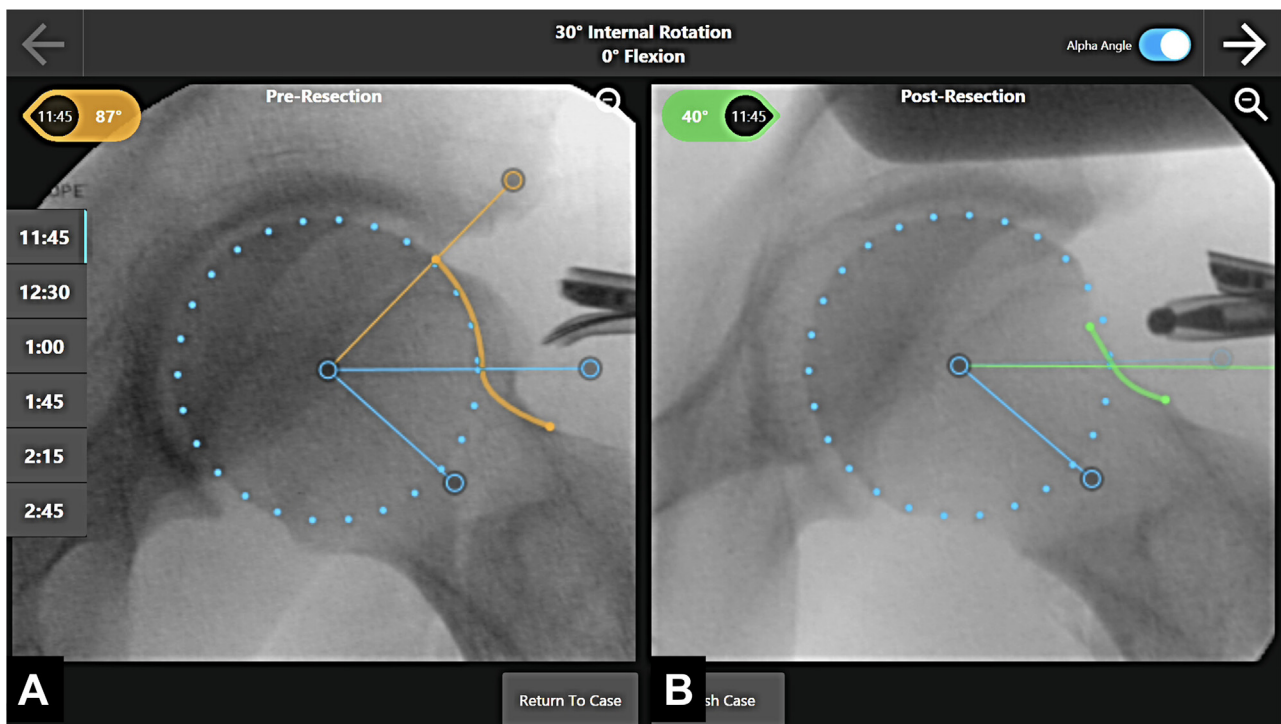 30° Internal Rotation
0° Flexion
Alpha Angle
11:45 87°
Pre-Resection
40° 11:45
Post-Resection
OPE
11:45
12:30
1:00
1:45
2:15
2:45
A
Return To Case
B
sh Case